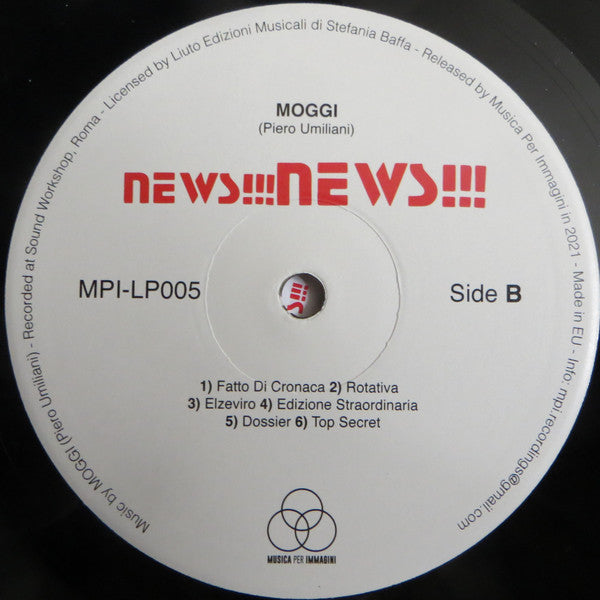 Music by MOGGI (Piero Umiliani) - Recorded at Sound Workshop, Roma - Licensed by Liuto Edizioni Musicali di Stefania Baffa - Released by Musica Per Immagini in 2021 - Made in EU - Info: mpi.recordings@gmail.com
MOGGI
(Piero Umiliani)
NEWS!!!NEWS!!!
MPI-LP005
Side B
!!!
1) Fatto Di Cronaca 2) Rotativa
3) Elzeviro 4) Edizione Straordinaria
5) Dossier 6) Top Secret
MUSICA PER IMMAGINI